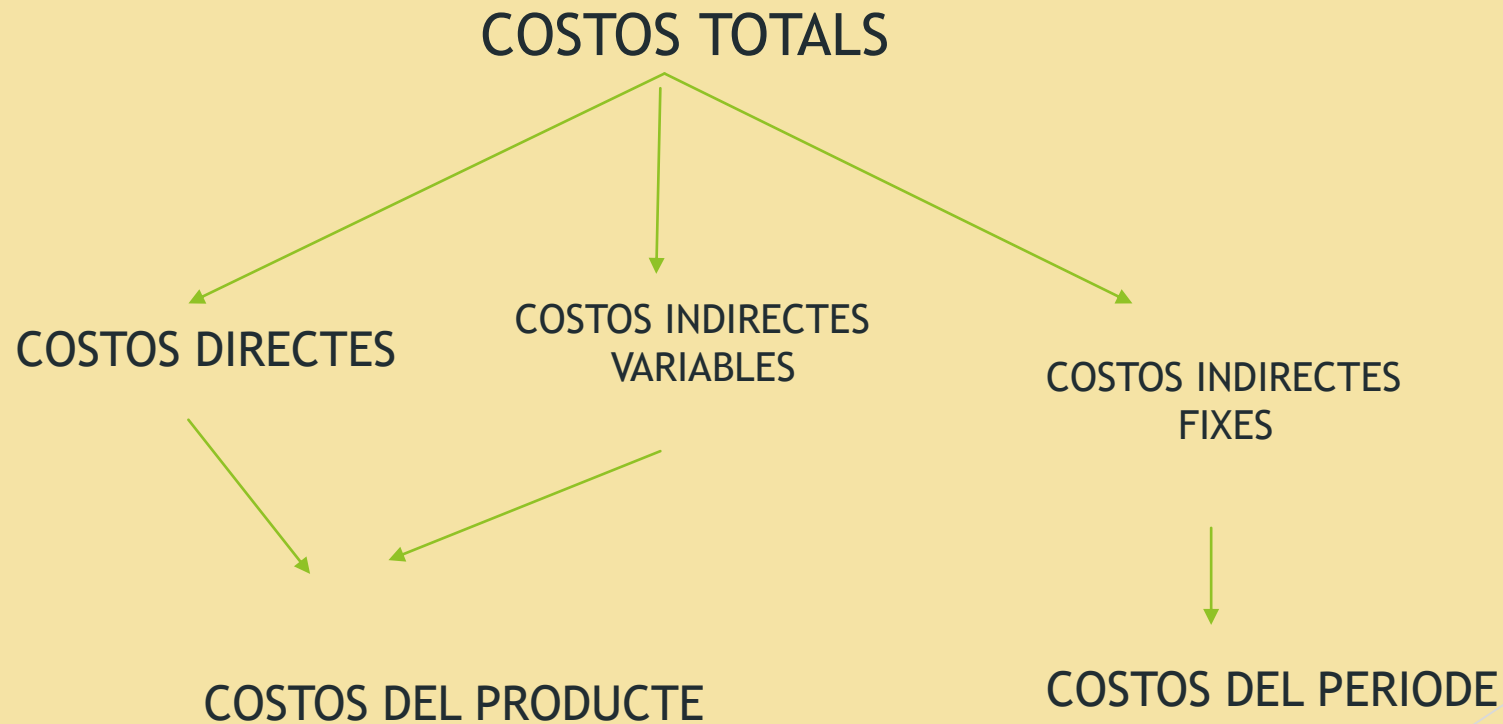 COSTOS TOTALS
COSTOS DIRECTES
COSTOS INDIRECTES
VARIABLES
COSTOS INDIRECTES
FIXES
COSTOS DEL PRODUCTE
COSTOS DEL PERIODE